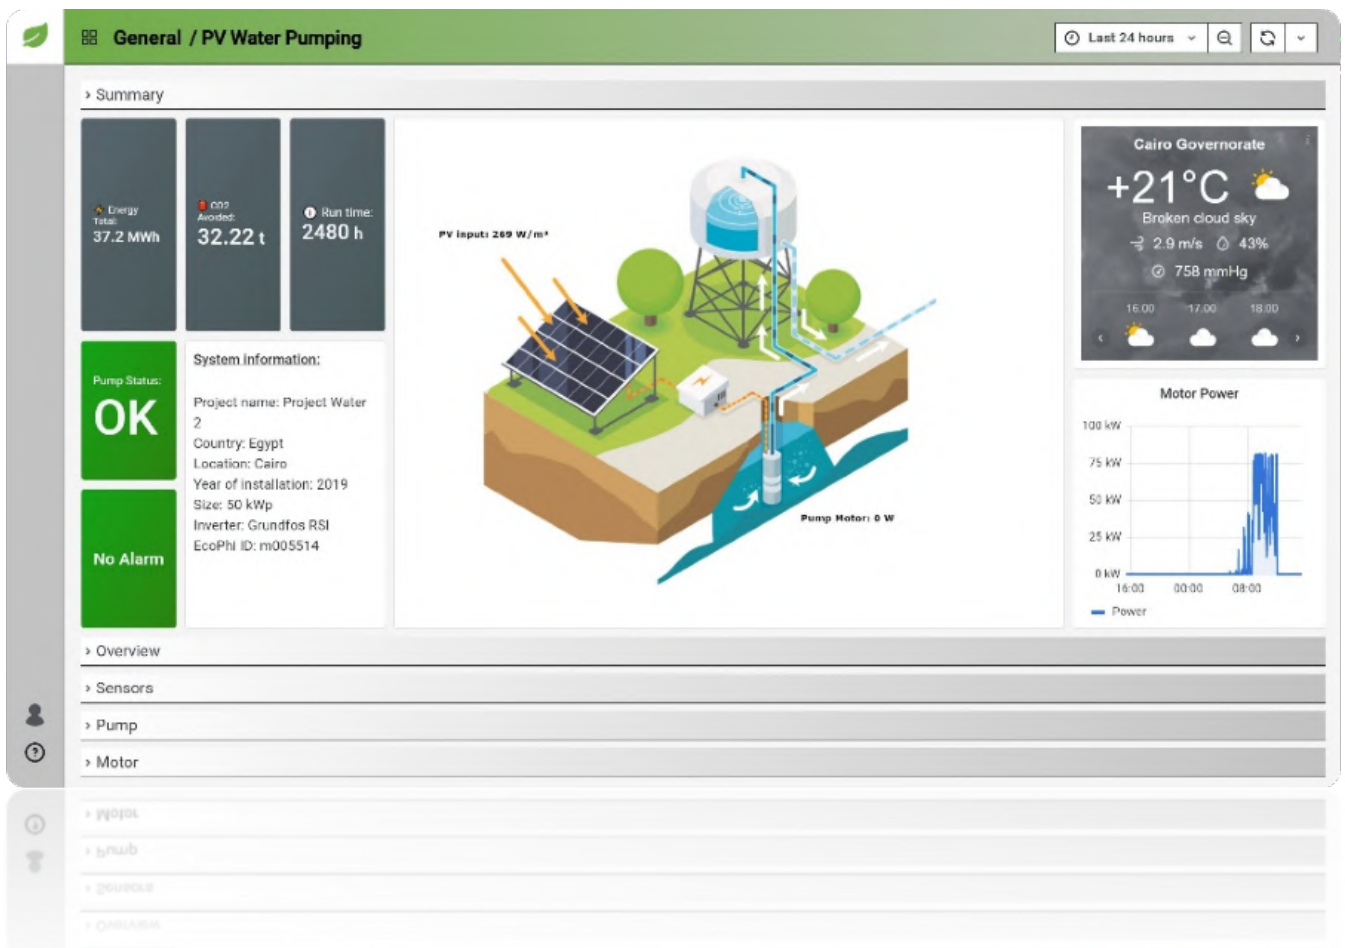 General / PV Water Pumping
Last 24 hours
› Summary
Energy
Total:
37.2 MWh
CO2
Avoided:
32.22 t
Run time:
2480 h
Pump Status:
OK
No Alarm
System information:
Project name: Project Water
2
Country: Egypt
Location: Cairo
Year of installation: 2019
Size: 50 kWp
Inverter: Grundfos RSI
EcoPhi ID: m005514
PV input: 269 W/m²
Pump Motor: 0 W
Cairo Governorate
+21°C
Broken cloud sky
2.9 m/s 43%
758 mmHg
16:00 17:00 18:00
Motor Power
100 kW
75 kW
50 kW
25 kW
0 kW
16:00 00:00 08:00
Power
› Overview
› Sensors
› Pump
› Motor